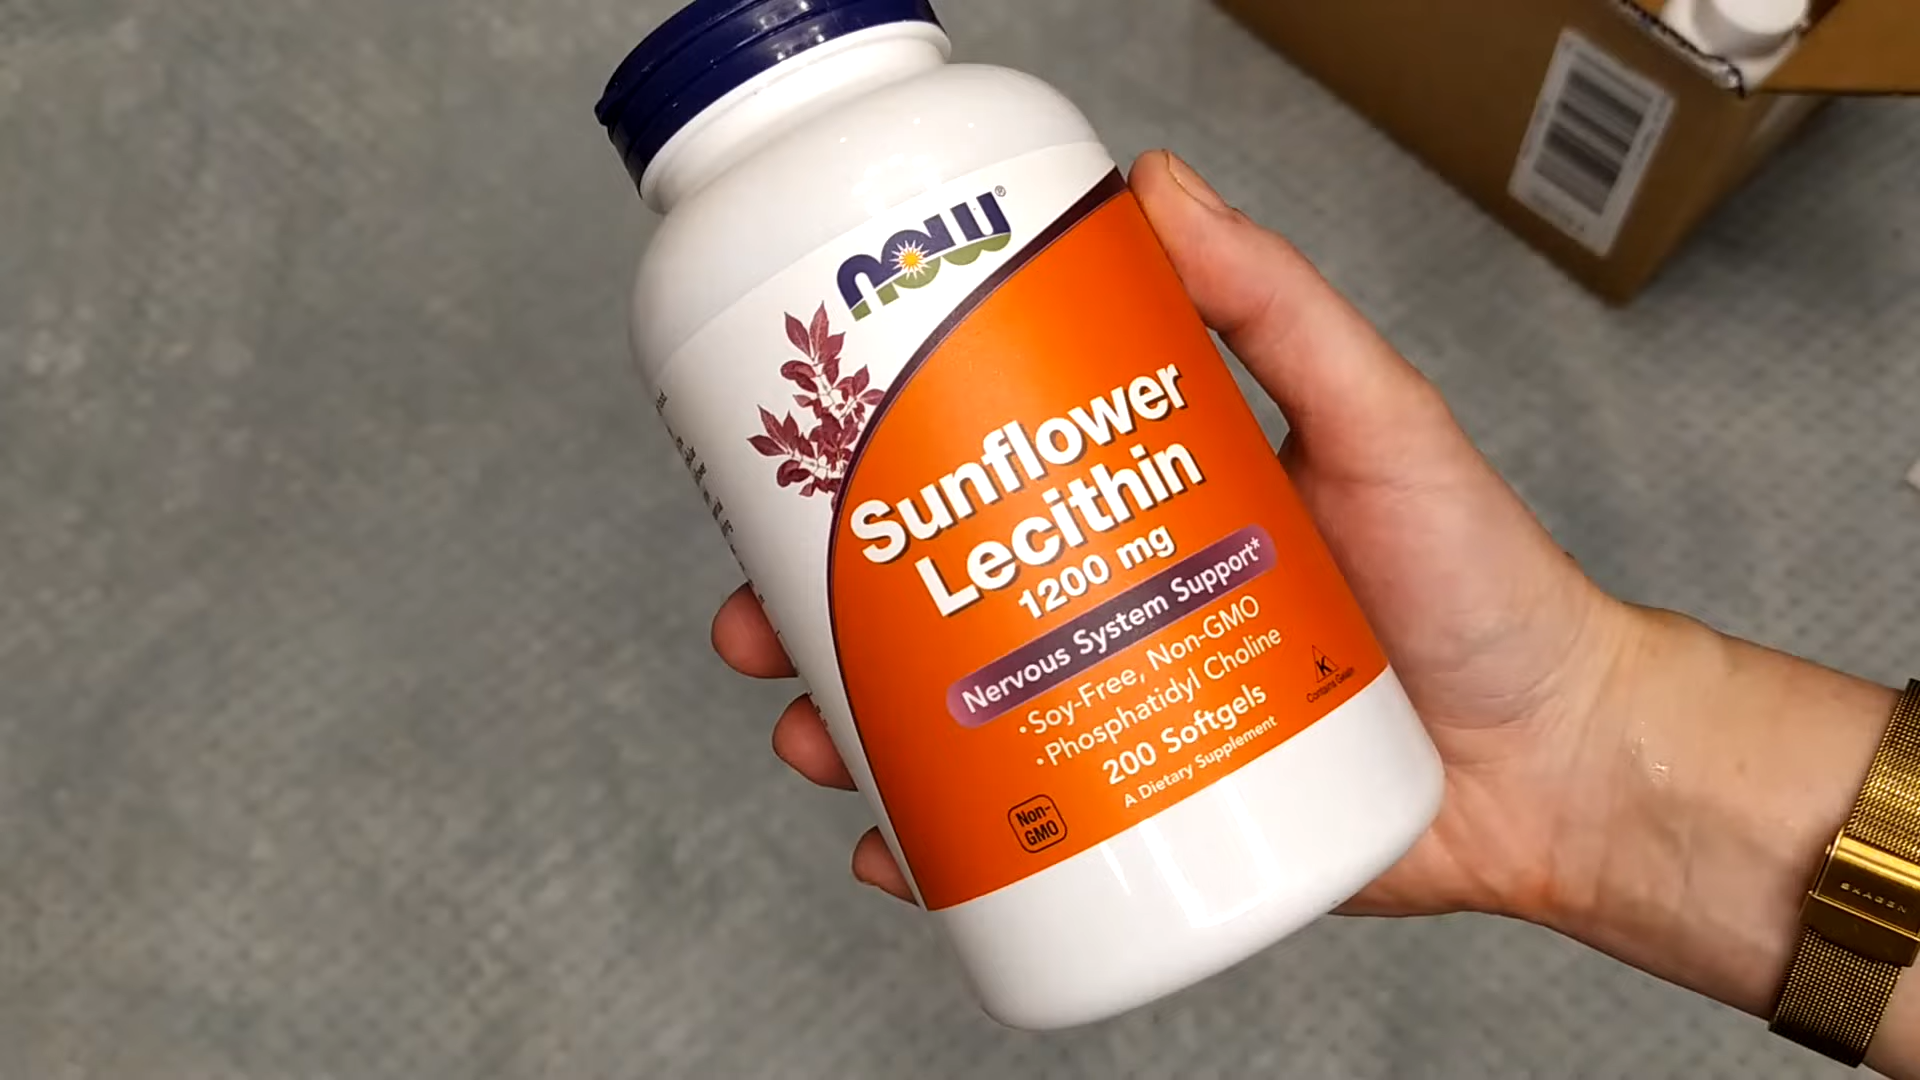 now®
Sunflower
Lecithin
1200 mg
Nervous System Support*
•Soy-Free, Non-GMO
•Phosphatidyl Choline
200 Softgels
A Dietary Supplement
K
Contains Gelatin
Non-
GMO
SKAGEN